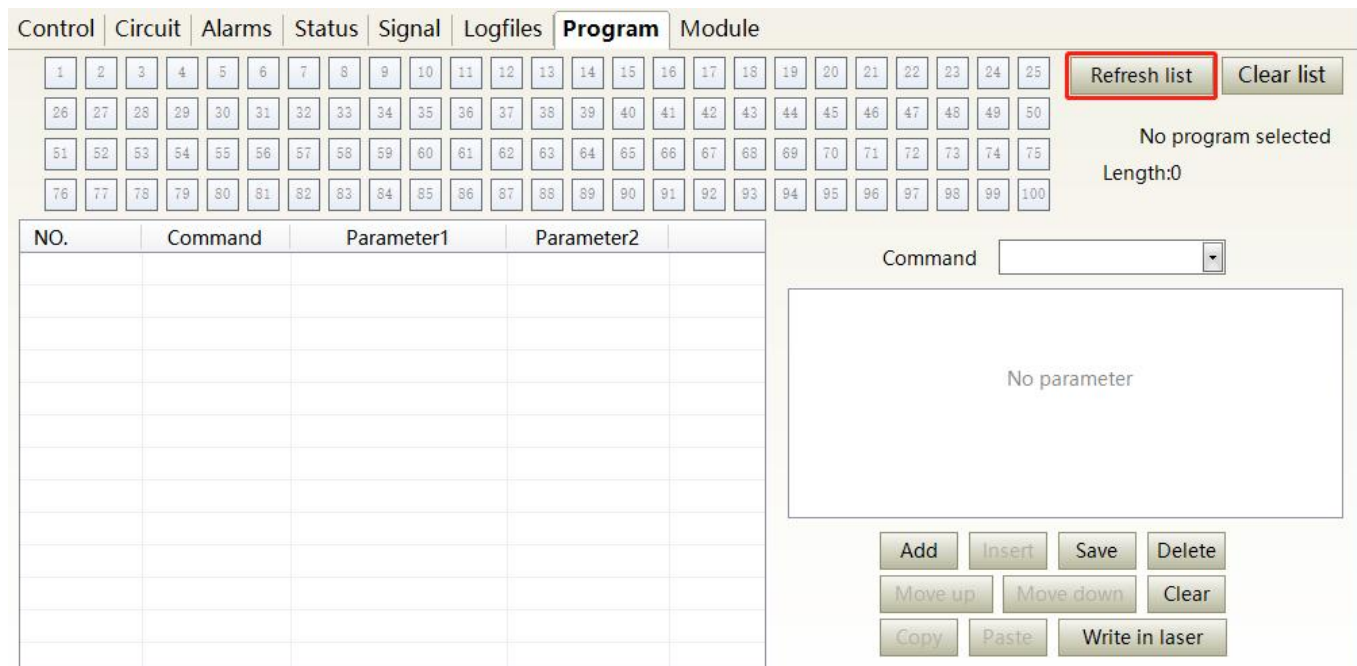 Control Circuit Alarms Status Signal Logfiles Program Module
1 2 3 4 5 6 7 8 9 10 11 12 13 14 15 16 17 18 19 20 21 22 23 24 25 Refresh list Clear list
26 27 28 29 30 31 32 33 34 35 36 37 38 39 40 41 42 43 44 45 46 47 48 49 50
No program selected
51 52 53 54 55 56 57 58 59 60 61 62 63 64 65 66 67 68 69 70 71 72 73 74 75
Length:0
76 77 78 79 80 81 82 83 84 85 86 87 88 89 90 91 92 93 94 95 96 97 98 99 100
NO. Command Parameter1 Parameter2
Command
No parameter
Add Insert Save Delete
Move up Move down Clear
Copy Paste Write in laser